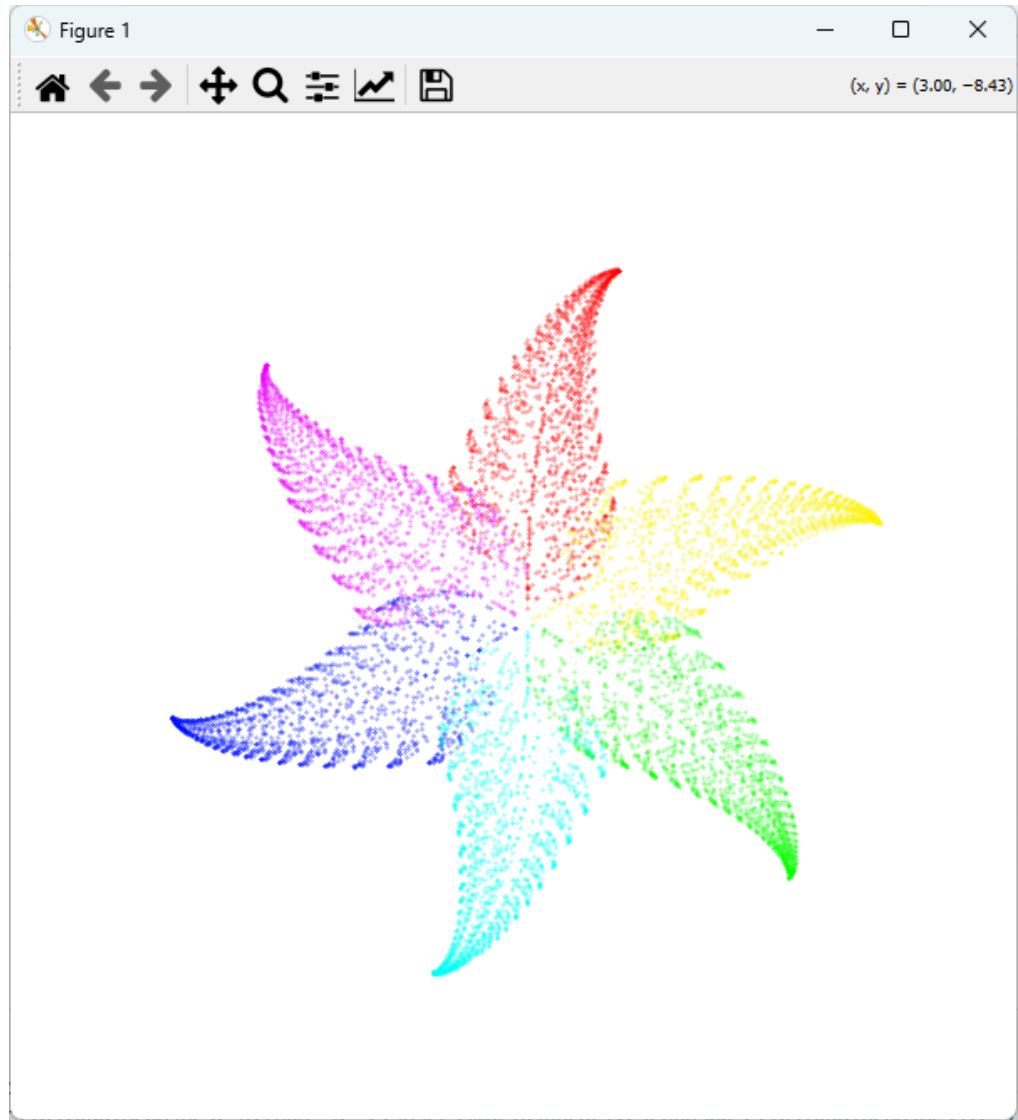 Figure 1
(x, y) = (3.00, −8.43)